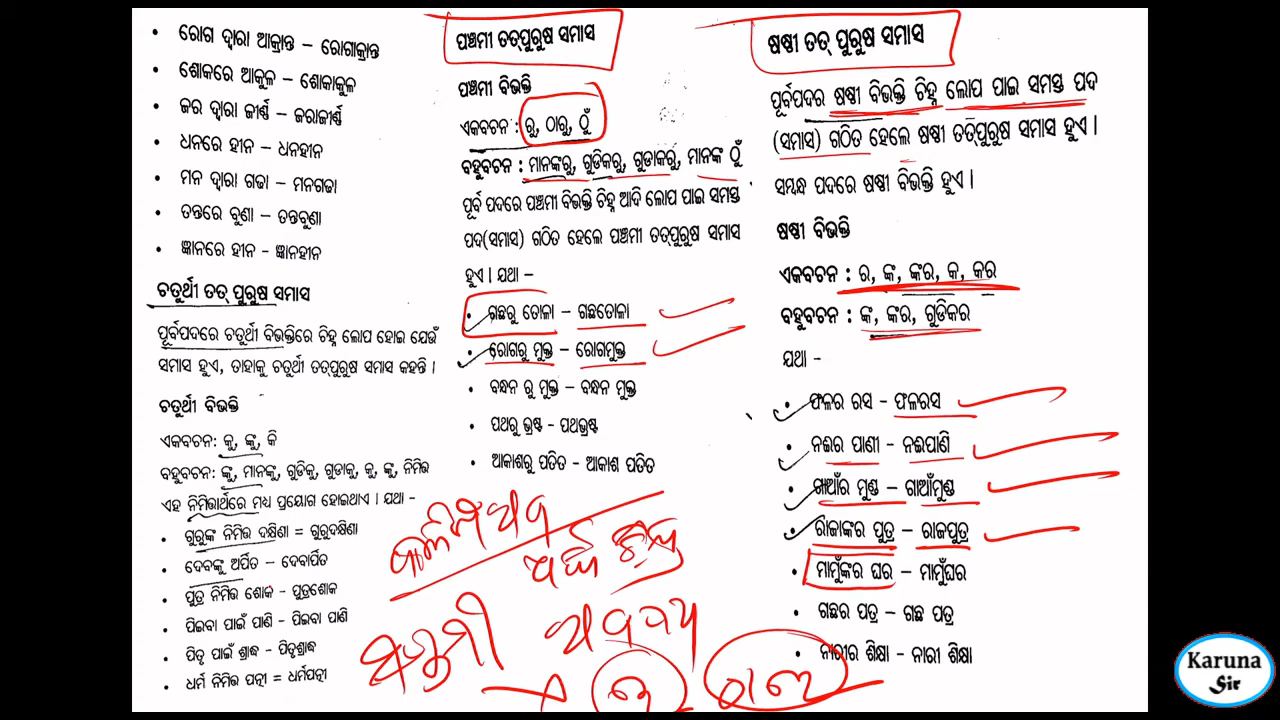 • ରୋଗ ଦ୍ୱାରା ଆକ୍ରାନ୍ତ – ରୋଗାକ୍ରାନ୍ତ
• ଶୋକରେ ଆକୁଳ – ଶୋକାକୁଳ
• ଜରା ଦ୍ୱାରା ଜୀର୍ଣ୍ଣ – ଜରାଜୀର୍ଣ୍ଣ
• ଧନରେ ହୀନ – ଧନହୀନ
• ମନ ଦ୍ୱାରା ଗଢା – ମନଗଢା
• ତନ୍ତରେ ବୁଣା – ତନ୍ତବୁଣା
• ଜ୍ଞାନରେ ହୀନ – ଜ୍ଞାନହୀନ
ଚତୁର୍ଥୀ ତତ୍ ପୁରୁଷ ସମାସ
ପୂର୍ବପଦରେ ଚତୁର୍ଥୀ ବିଭକ୍ତିରେ ଚିହ୍ନ ଲୋପ ହୋଇ ଯେଉଁ
ସମାସ ହୁଏ, ତାହାକୁ ଚତୁର୍ଥୀ ତତ୍ପୁରୁଷ ସମାସ କହନ୍ତି ।
ଚତୁର୍ଥୀ ବିଭକ୍ତି
ଏକବଚନ: କୁ, ଙ୍କୁ, କି
ବହୁବଚନ: ଙ୍କୁ, ମାନଙ୍କୁ, ଗୁଡିକୁ, ଗୁଡାକୁ, କୁ, ଙ୍କୁ, ନିମିତ୍ତ
ଏହ ନିମିତ୍ତାର୍ଥରେ ମଧ୍ୟ ପ୍ରୟୋଗ ହୋଇଥାଏ । ଯଥା –
• ଗୁରୁଙ୍କ ନିମିତ୍ତ ଦକ୍ଷିଣା = ଗୁରୁଦକ୍ଷିଣା
• ଦେବଙ୍କୁ ଅର୍ପିତ – ଦେବାର୍ପିତ
• ପୁତ୍ର ନିମିତ୍ତ ଶୋକ – ପୁତ୍ରଶୋକ
• ପିଇବା ପାଇଁ ପାଣି – ପିଇବା ପାଣି
• ପିତୃ ପାଇଁ ଶ୍ରାଦ୍ଧ – ପିତୃଶ୍ରାଦ୍ଧ
• ଧର୍ମ ନିମିତ୍ତ ପତ୍ନୀ = ଧର୍ମପତ୍ନୀ
ପଞ୍ଚମୀ ତତ୍ପୁରୁଷ ସମାସ
ପଞ୍ଚମୀ ବିଭକ୍ତି
ଏକବଚନ : ରୁ, ଠାରୁ, ଠୁଁ
ବହୁବଚନ : ମାନଙ୍କରୁ, ଗୁଡିକରୁ, ଗୁଡାକରୁ, ମାନଙ୍କ ଠୁଁ
ପୂର୍ବ ପଦରେ ପଞ୍ଚମୀ ବିଭକ୍ତି ଚିହ୍ନ ଆଦି ଲୋପ ପାଇ ସମସ୍ତ
ପଦ(ସମାସ) ଗଠିତ ହେଲେ ପଞ୍ଚମୀ ତତ୍ପୁରୁଷ ସମାସ
ହୁଏ । ଯଥା –
• ଗଛରୁ ତୋଳା – ଗଛତୋଳା
• ରୋଗରୁ ମୁକ୍ତ – ରୋଗମୁକ୍ତ
• ବନ୍ଧନ ରୁ ମୁକ୍ତ – ବନ୍ଧନ ମୁକ୍ତ
• ପଥରୁ ଭ୍ରଷ୍ଟ – ପଥଭ୍ରଷ୍ଟ
• ଆକାଶରୁ ପତିତ – ଆକାଶ ପତିତ
ଷଷ୍ଠୀ ତତ୍ ପୁରୁଷ ସମାସ
ପୂର୍ବପଦର ଷଷ୍ଠୀ ବିଭକ୍ତି ଚିହ୍ନ ଲୋପ ପାଇ ସମସ୍ତ ପଦ
(ସମାସ) ଗଠିତ ହେଲେ ଷଷ୍ଠୀ ତତ୍ପୁରୁଷ ସମାସ ହୁଏ ।
ସମ୍ବନ୍ଧ ପଦରେ ଷଷ୍ଠୀ ବିଭକ୍ତି ହୁଏ ।
ଷଷ୍ଠୀ ବିଭକ୍ତି
ଏକବଚନ : ର, ଙ୍କ, ଙ୍କର, କ, କର
ବହୁବଚନ : ଙ୍କ, ଙ୍କର, ଗୁଡିକର
ଯଥା –
• ଫଳର ରସ – ଫଳରସ
• ନଈର ପାଣୀ – ନଈପାଣି
• ଗାଆଁର ମୁଣ୍ଡ – ଗାଆଁମୁଣ୍ଡ
• ରାଜାଙ୍କର ପୁତ୍ର – ରାଜପୁତ୍ର
• ମାମୁଁଙ୍କର ଘର – ମାମୁଁଘର
• ଗଛର ପତ୍ର – ଗଛ ପତ୍ର
• ନାରୀର ଶିକ୍ଷା – ନାରୀ ଶିକ୍ଷା
Karuna
Sir